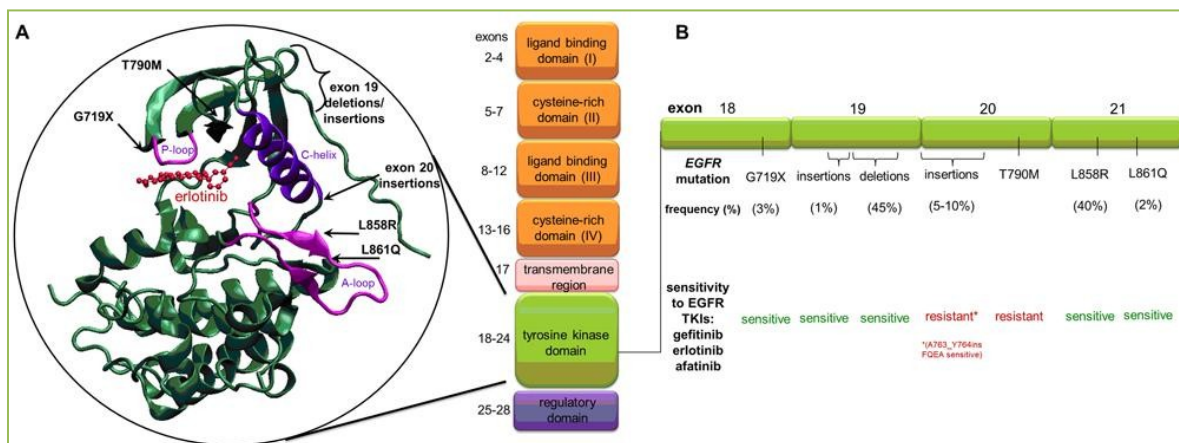 A
T790M
G719X
exon 19
deletions/
insertions
P-loop
C-helix
exon 20
insertions
erlotinib
L858R
L861Q
A-loop
exons
2-4
ligand binding
domain (I)
5-7
cysteine-rich
domain (II)
8-12
ligand binding
domain (III)
13-16
cysteine-rich
domain (IV)
17
transmembrane
region
18-24
tyrosine kinase
domain
25-28
regulatory
domain
B
exon 18 19 20 21
EGFR
mutation
G719X insertions deletions insertions T790M L858R L861Q
frequency (%) (3%) (1%) (45%) (5-10%) (40%) (2%)
sensitivity
to EGFR
TKIs:
gefitinib
erlotinib
afatinib
sensitive sensitive sensitive resistant* resistant sensitive sensitive
*(A763_Y764ins
FQEA sensitive)